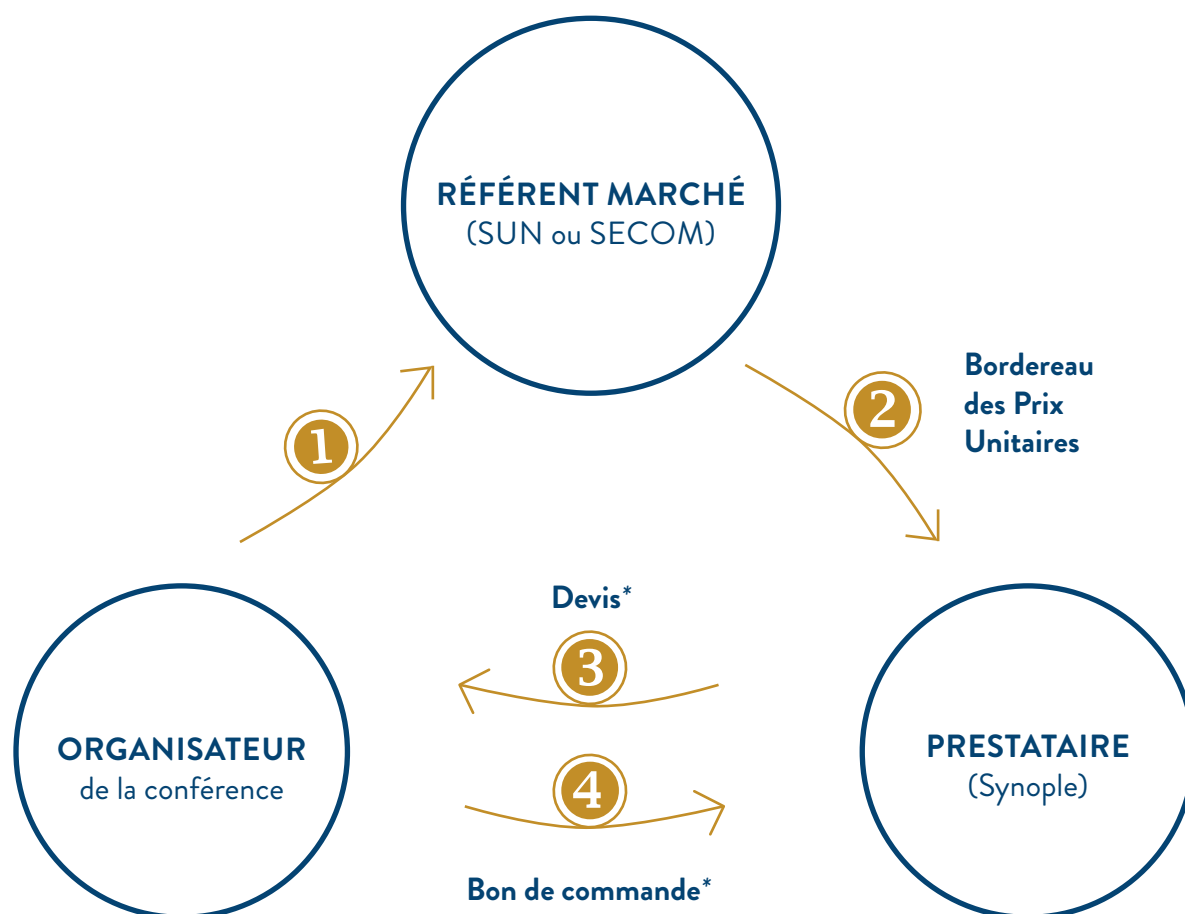 RÉFÉRENT MARCHÉ
(SUN ou SECOM)
1
2
Bordereau
des Prix
Unitaires
Devis*
3
ORGANISATEUR
de la conférence
PRESTATAIRE
(Synople)
4
Bon de commande*